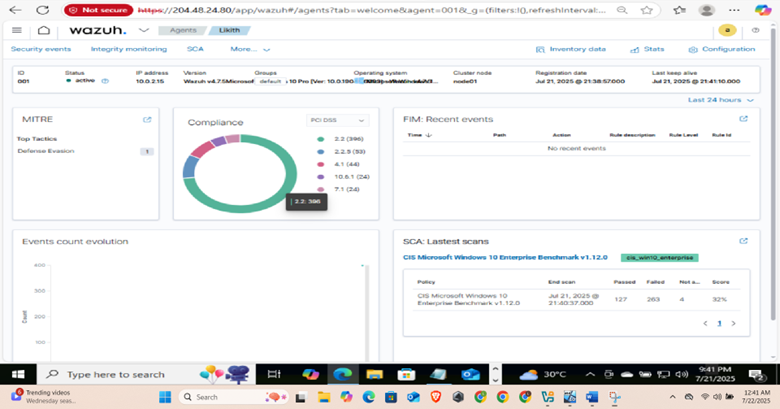 Not secure https://204.48.24.80/app/wazuh#/agents?tab=welcome&agent=001&_g=(filters:!(),refreshInterval:...
wazuh. Agents Likith a
Security events Integrity monitoring SCA More... Inventory data Stats Configuration
ID Status IP address Version Groups Operating system Cluster node Registration date Last keep alive
001 active 10.0.2.15 Wazuh v4.7.5 default node01 Jul 21, 2025 @ 21:38:57.000 Jul 21, 2025 @ 21:41:10.000
Last 24 hours
MITRE
Top Tactics
Defense Evasion 1
Compliance PCI DSS
2.2 (396)
2.2.5 (53)
4.1 (44)
10.6.1 (24)
7.1 (24)
2.2: 396
FIM: Recent events
Time Path Action Rule description Rule Level Rule Id
No recent events
Events count evolution
Count
400
300
200
100
SCA: Lastest scans
CIS Microsoft Windows 10 Enterprise Benchmark v1.12.0 cis_win10_enterprise
Policy End scan Passed Failed Not a... Score
CIS Microsoft Windows 10 Enterprise Benchmark v1.12.0 Jul 21, 2025 @ 21:40:37.000 127 263 4 32%
1
Type here to search 30°C 9:41 PM
7/21/2025
Trending videos
Wednesday seas...
Search
ENG
IN
12:41 AM
7/22/2025